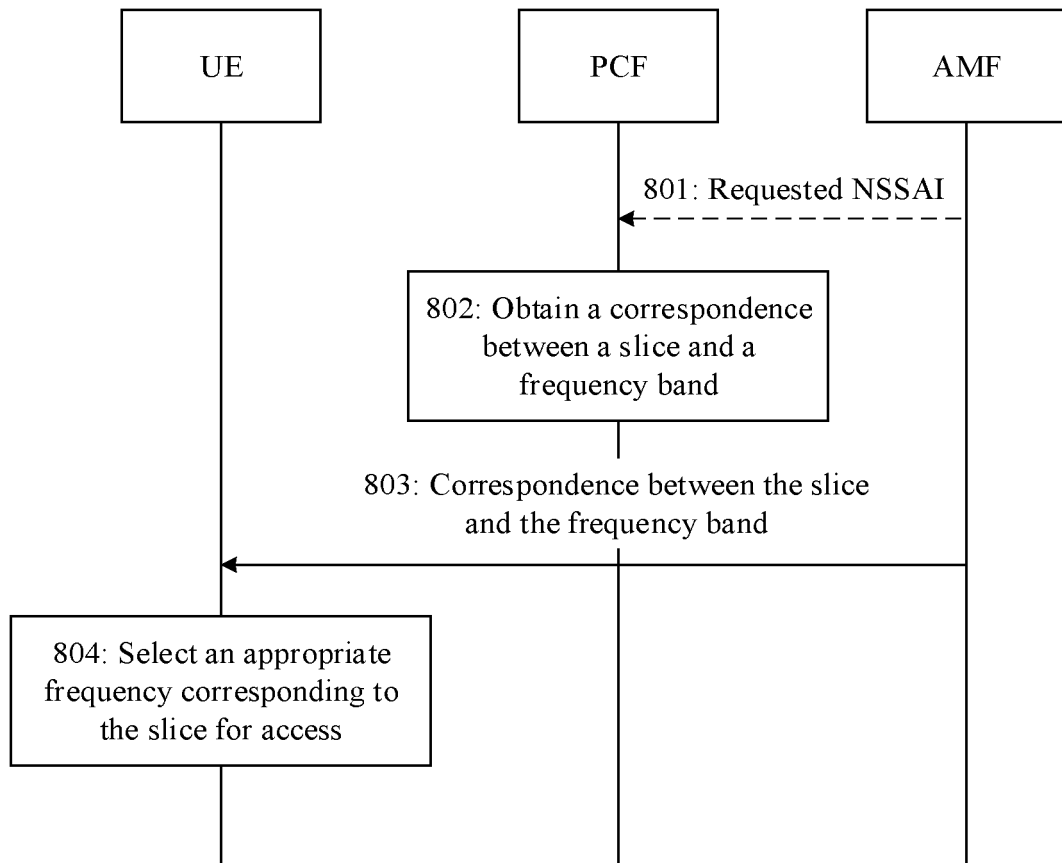 UE
PCF
AMF
801: Requested NSSAI
802: Obtain a correspondence
between a slice and a
frequency band
803: Correspondence between the slice
and the frequency band
804: Select an appropriate
frequency corresponding to
the slice for access